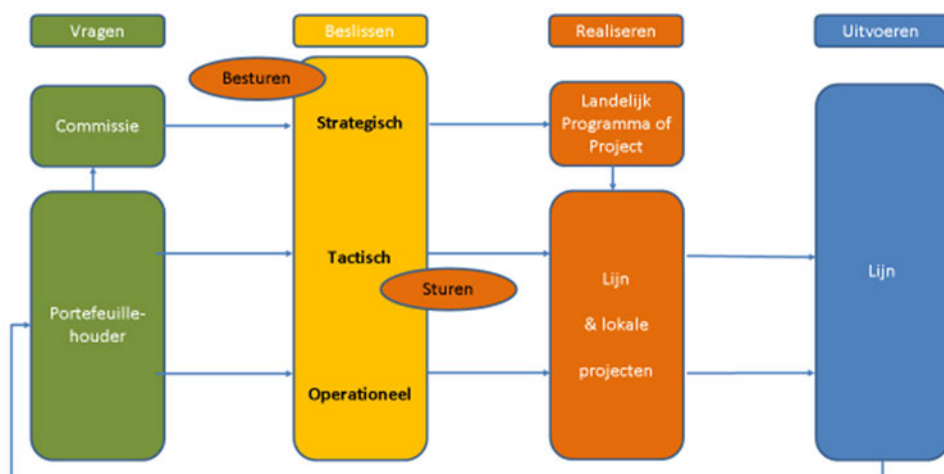 Vragen
Beslissen
Realiseren
Uitvoeren
Besturen
Commissie
Strategisch
Landelijk
Programma of
Project
Portefeuille-
houder
Tactisch
Sturen
Operationeel
Lijn
& lokale
projecten
Lijn